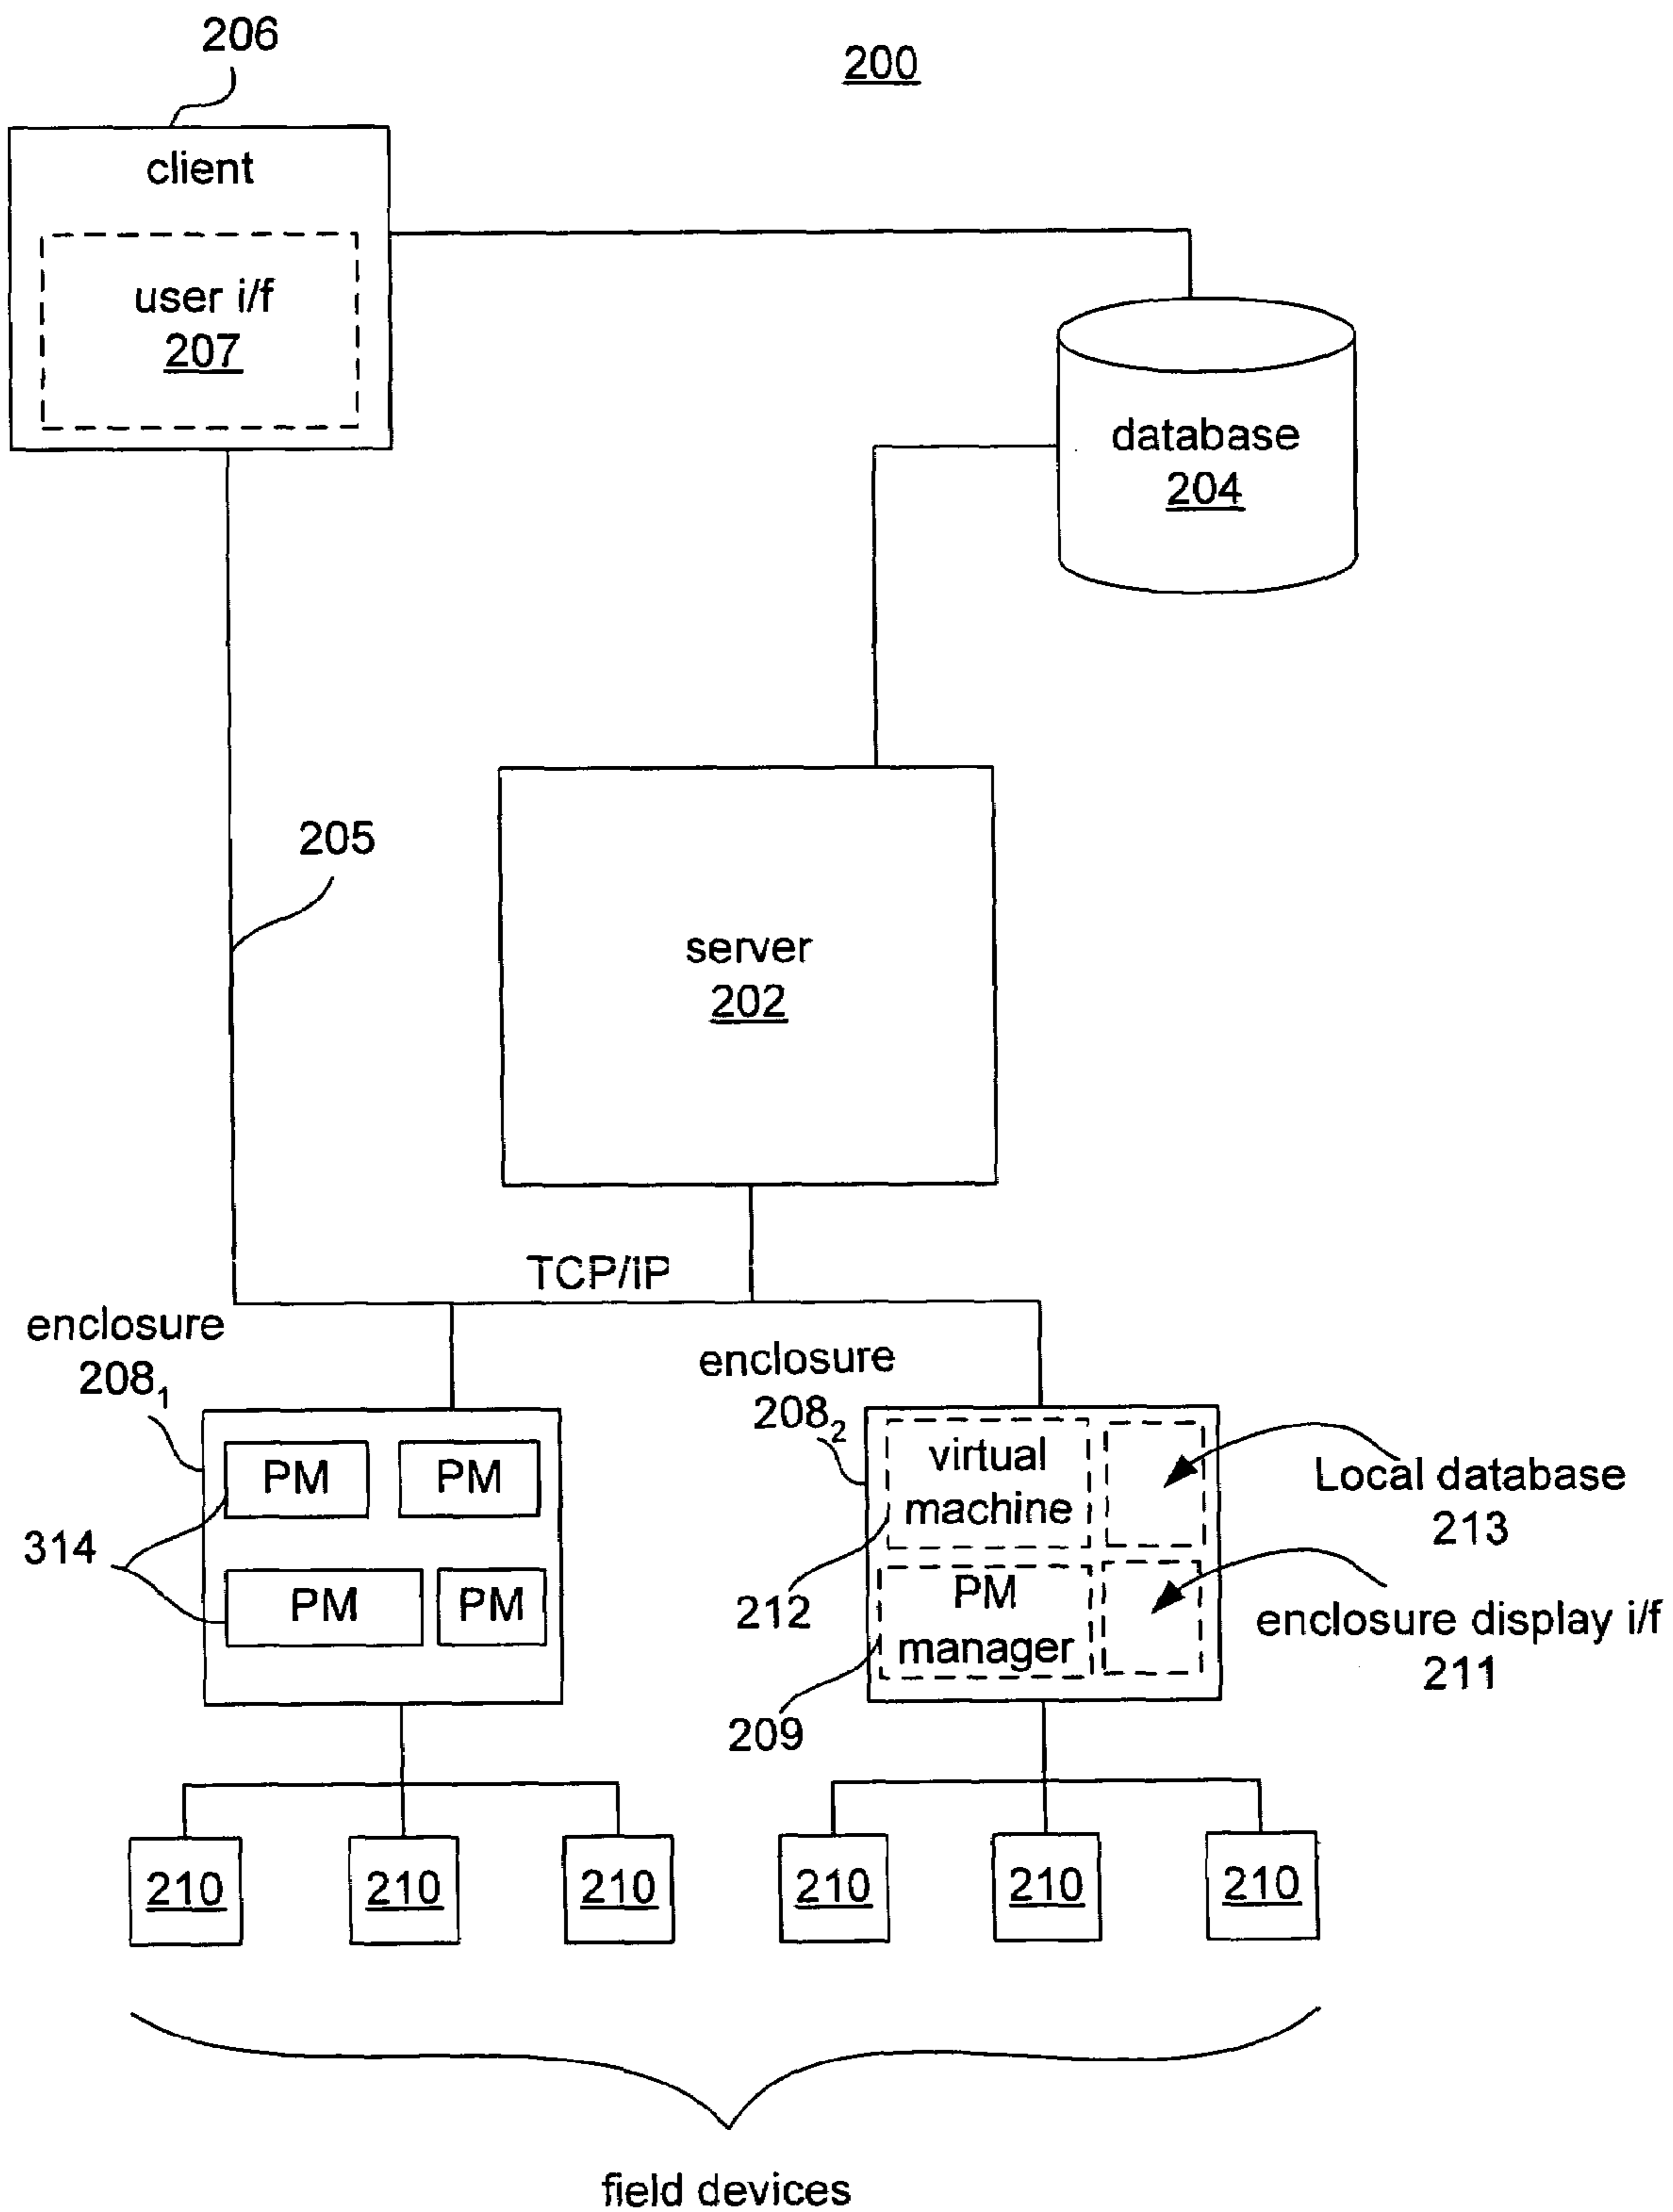 206
200
client
user i/f
207
database
204
205
server
202
TCP/IP
enclosure
208₁
enclosure
208₂
PM
PM
virtual
machine
Local database
213
314
PM
PM
212
PM
manager
enclosure display i/f
211
209
210
210
210
210
210
210
field devices